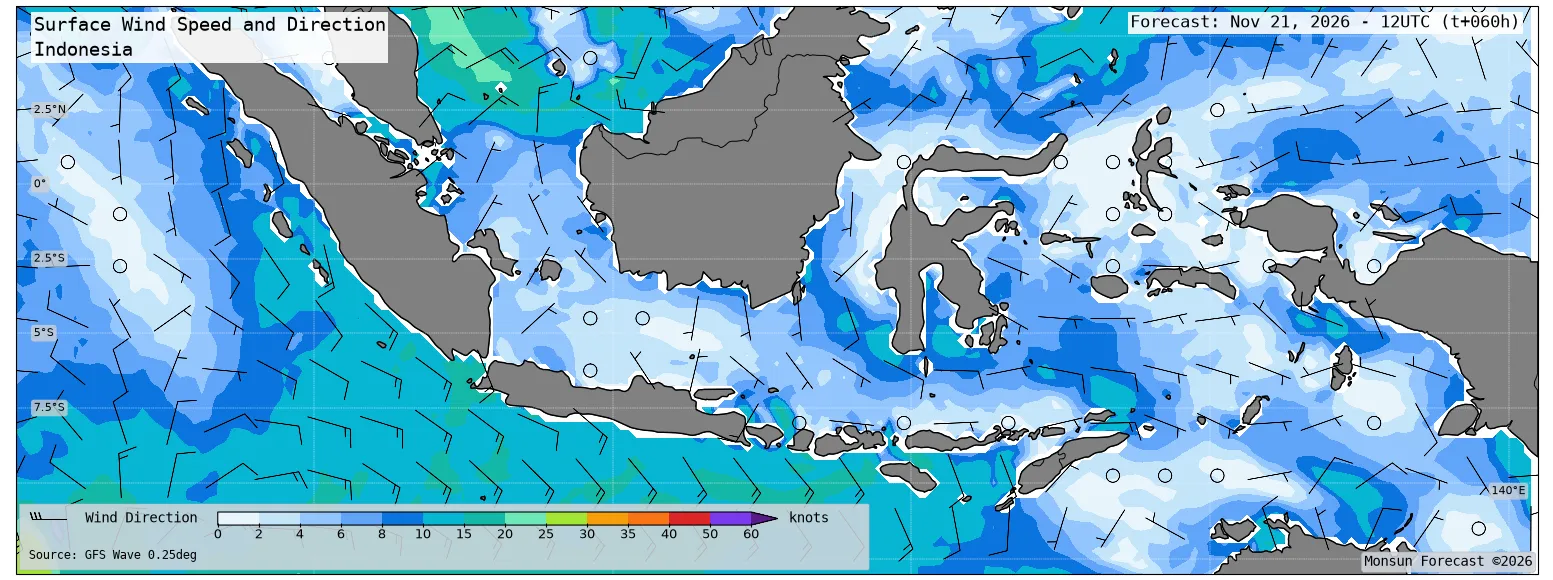 Surface Wind Speed and Direction
Indonesia
Forecast: Nov 21, 2026 - 12UTC (t+060h)
2.5°N
0°
2.5°S
5°S
7.5°S
140°E
Wind Direction
0 2 4 6 8 10 15 20 25 30 35 40 50 60
knots
Source: GFS Wave 0.25deg
Monsun Forecast ©2026